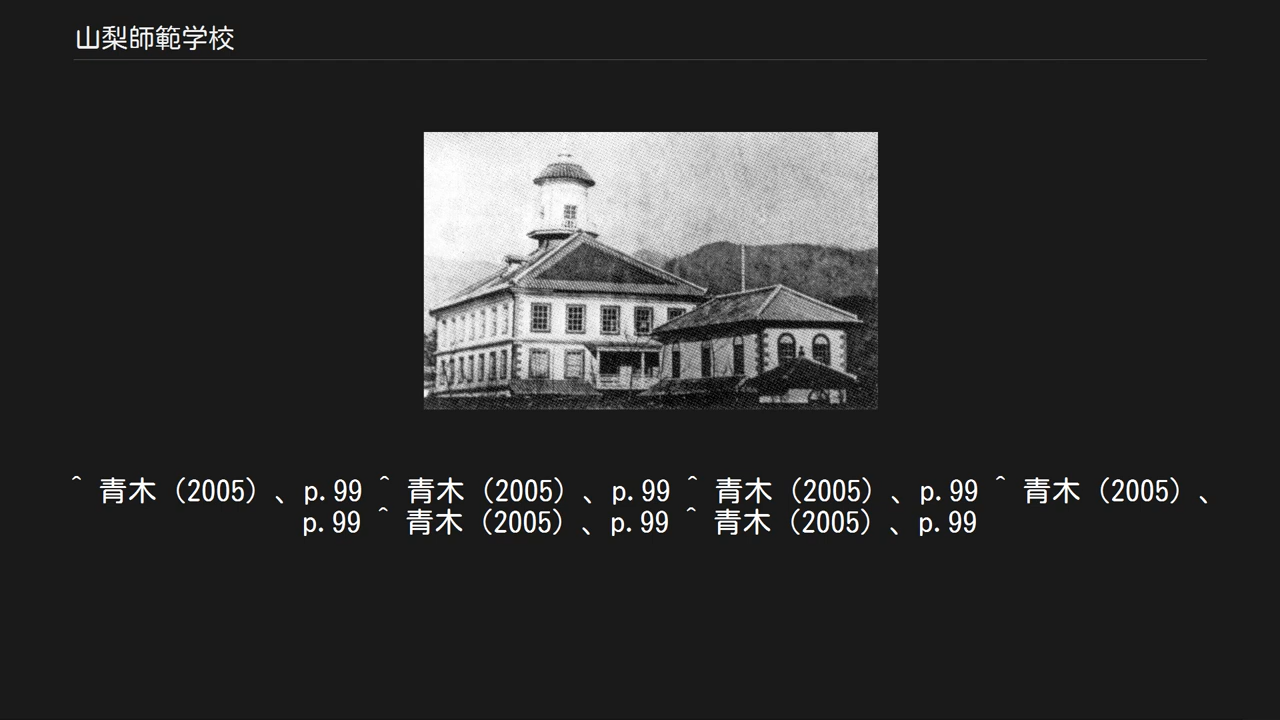 山梨師範学校
^ 青木（2005）、p.99 ^ 青木（2005）、p.99 ^ 青木（2005）、p.99 ^ 青木（2005）、
p.99 ^ 青木（2005）、p.99 ^ 青木（2005）、p.99